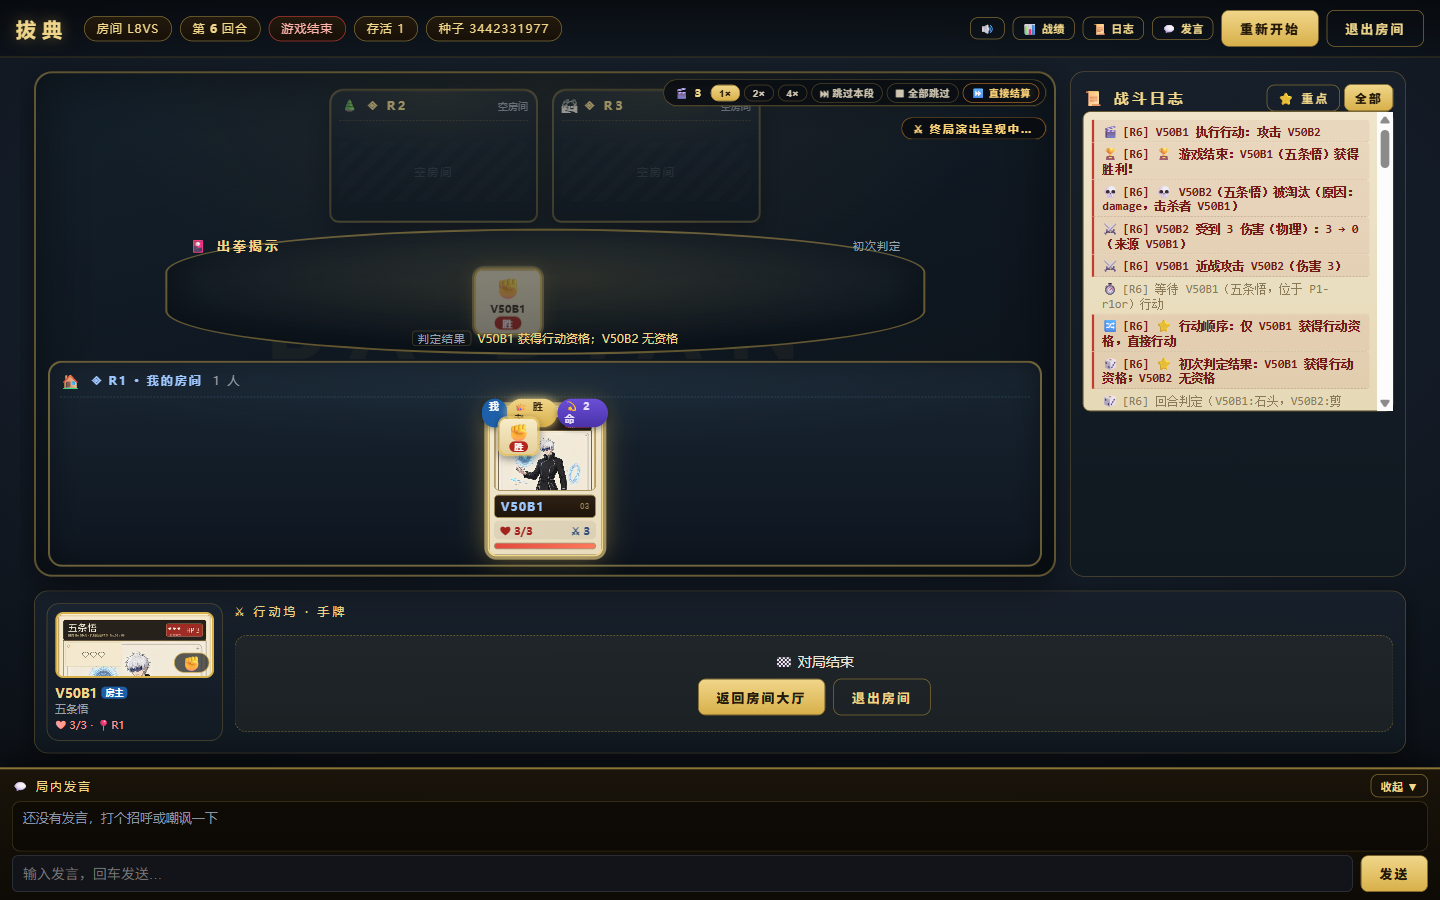 拔典
房间 L8VS
第 6 回合
游戏结束
存活 1
种子 3442331977
战绩
日志
发言
重新开始
退出房间
R2
空房间
空房间
R3
空房间
空房间
3
1×
2×
4×
跳过本段
全部跳过
直接结算
终局演出呈现中…
出拳揭示
初次判定
V50B1
胜
判定结果
V50B1 获得行动资格；V50B2 无资格
R1 • 我的房间
1 人
我
胜
2
命
胜
V50B1
03
3/3
3
战斗日志
重点
全部
[R6] V50B1 执行行动：攻击 V50B2
[R6] 游戏结束：V50B1（五条悟）获得
胜利！
[R6] V50B2（五条悟）被淘汰（原因：
damage，击杀者 V50B1）
[R6] V50B2 受到 3 伤害（物理）：3 → 0
（来源 V50B1）
[R6] V50B1 近战攻击 V50B2（伤害 3）
[R6] 等待 V50B1（五条悟，位于 P1-
r1or）行动
[R6] 行动顺序：仅 V50B1 获得行动资
格，直接行动
[R6] 初次判定结果：V50B1 获得行动
资格；V50B2 无资格
[R6] 回合判定（V50B1:石头，V50B2:剪
五条悟
V50B1
房主
五条悟
3/3 · R1
行动坞 · 手牌
对局结束
返回房间大厅
退出房间
局内发言
收起 ▼
还没有发言，打个招呼或嘲讽一下
输入发言，回车发送…
发送